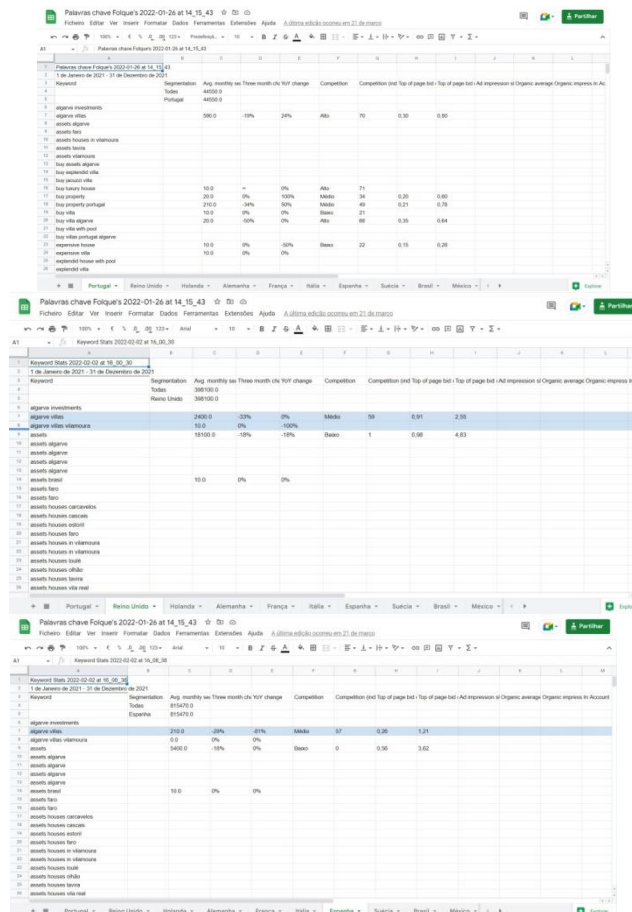 Palavras chave Folque's 2022-01-26 at 14_15_43
Ficheiro Editar Ver Inserir Formatar Dados Ferramentas Extensões Ajuda A última edição ocorreu em 21 de março
Partilhar
100% 123 Predefiniç... 10
A1 Palavras chave Folque's 2022-01-26 at 14_15_43
Palavras chave Folque's 2022-01-26 at 14_15_43
1 de Janeiro de 2021 - 31 de Dezembro de 2021
Keyword Segmentation Avg. monthly se Three month ch YoY change Competition Competition (ind Top of page bid Top of page bid Ad impression s Organic average Organic impress In Ac
Todas 44550.0
Portugal 44550.0
algarve investments
algarve villas 590.0 -19% 24% Alto 70 0,30 0,80
assets algarve
assets faro
assets houses in vilamoura
assets tavira
assets vilamoura
buy assets algarve
buy explendid villa
buy jacuzzi villa
buy luxury house 10.0 0% Alto 71
buy property 20.0 0% 100% Médio 34 0,20 0,60
buy property portugal 210.0 -34% 50% Médio 49 0,21 0,78
buy villa 10.0 0% 0% Baixo 21
buy villa algarve 20.0 -50% 0% Alto 68 0,35 0,64
buy villa with pool
buy villas portugal algarve
expensive house 10.0 0% -50% Baixo 22 0,15 0,28
expensive villa 10.0 0% 0%
explendid house with pool
explendid villa
Portugal Reino Unido Holanda Alemanha França Itália Espanha Suécia Brasil México Explorar
Palavras chave Folque's 2022-01-26 at 14_15_43
Ficheiro Editar Ver Inserir Formatar Dados Ferramentas Extensões Ajuda A última edição ocorreu em 21 de março
Partilhar
100% 123 Arial 10
A1 Keyword Stats 2022-02-02 at 16_00_30
Keyword Stats 2022-02-02 at 16_00_30
1 de Janeiro de 2021 - 31 de Dezembro de 2021
Keyword Segmentation Avg. monthly se Three month ch YoY change Competition Competition (ind Top of page bid Top of page bid Ad impression s Organic average Organic impress
Todas 398100.0
Reino Unido 398100.0
algarve investments
algarve villas 2400.0 -33% 0% Médio 59 0,91 2,55
algarve villas vilamoura 10.0 0% -100%
assets 18100.0 -18% -18% Baixo 1 0,98 4,83
assets algarve
assets algarve
assets algarve
assets algarve
assets brasil 10.0 0% 0%
assets faro
assets faro
assets houses carcavelos
assets houses cascais
assets houses estoril
assets houses faro
assets houses in vilamoura
assets houses in vilamoura
assets houses loulé
assets houses olhão
assets houses tavira
assets houses vila real
Portugal Reino Unido Holanda Alemanha França Itália Espanha Suécia Brasil México
Palavras chave Folque's 2022-01-26 at 14_15_43
Ficheiro Editar Ver Inserir Formatar Dados Ferramentas Extensões Ajuda A última edição ocorreu em 21 de março
Partilhar
100% 123 Arial 10
A1 Keyword Stats 2022-02-02 at 16_08_38
Keyword Stats 2022-02-02 at 16_08_38
1 de Janeiro de 2021 - 31 de Dezembro de 2021
Keyword Segmentation Avg. monthly se Three month ch YoY change Competition Competition (ind Top of page bid Top of page bid Ad impression s Organic average Organic impress In Account
Todas 815470.0
Espanha 815470.0
algarve investments
algarve villas 210.0 Médio 57 0,26 1,21
algarve villas vilamoura 0.0 0% 0%
assets 5400.0 0% Baixo 0 3,62
assets algarve
assets algarve
assets algarve
assets algarve
assets brasil 10.0 0% 0%
assets faro
assets faro
assets houses carcavelos
assets houses cascais
assets houses estoril
assets houses faro
assets houses in vilamoura
assets houses in vilamoura
assets houses loulé
assets houses olhão
assets houses tavira
assets houses vila real
Portugal Reino Unido Holanda Alemanha França Itália Espanha Suécia Brasil México Explorar